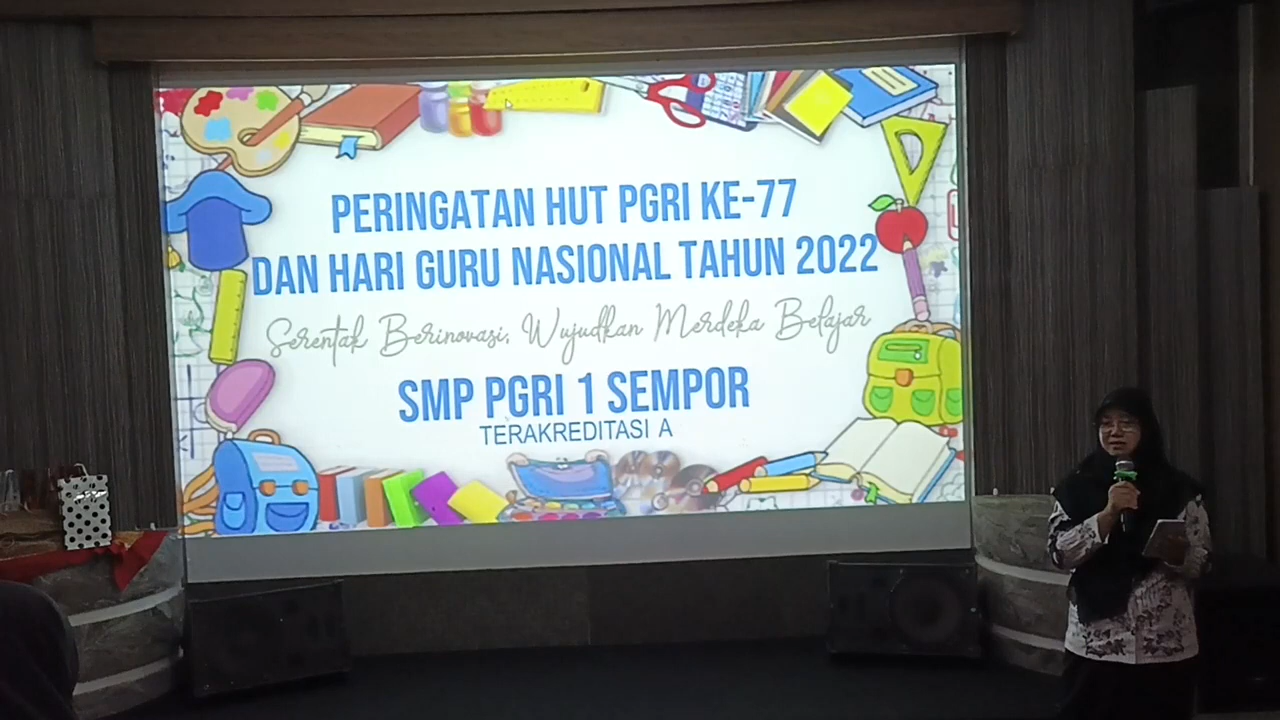 PERINGATAN HUT PGRI KE-77
DAN HARI GURU NASIONAL TAHUN 2022
Serentak Berinovasi, Wujudkan Merdeka Belajar
SMP PGRI 1 SEMPOR
TERAKREDITASI A